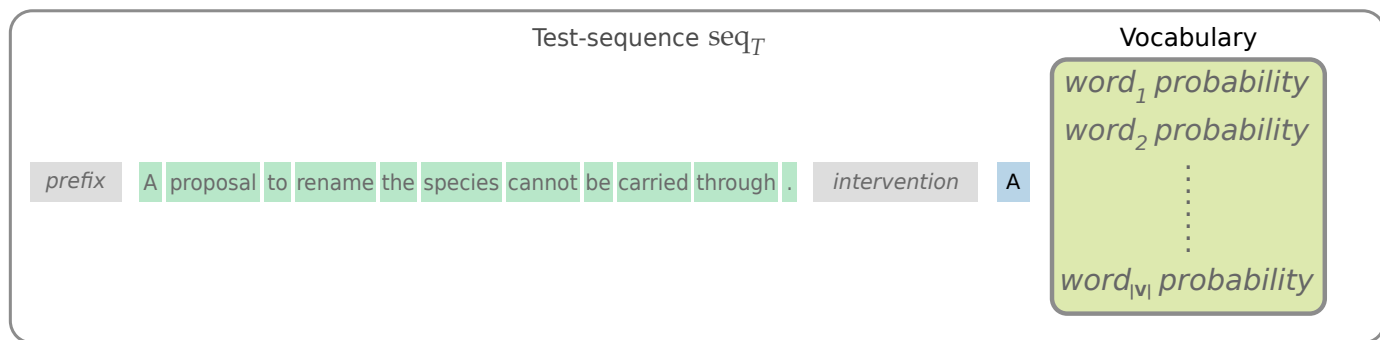 Test-sequence seq_T
Vocabulary
word_1 probability
word_2 probability
prefix A proposal to rename the species cannot be carried through . intervention A
word_|v| probability